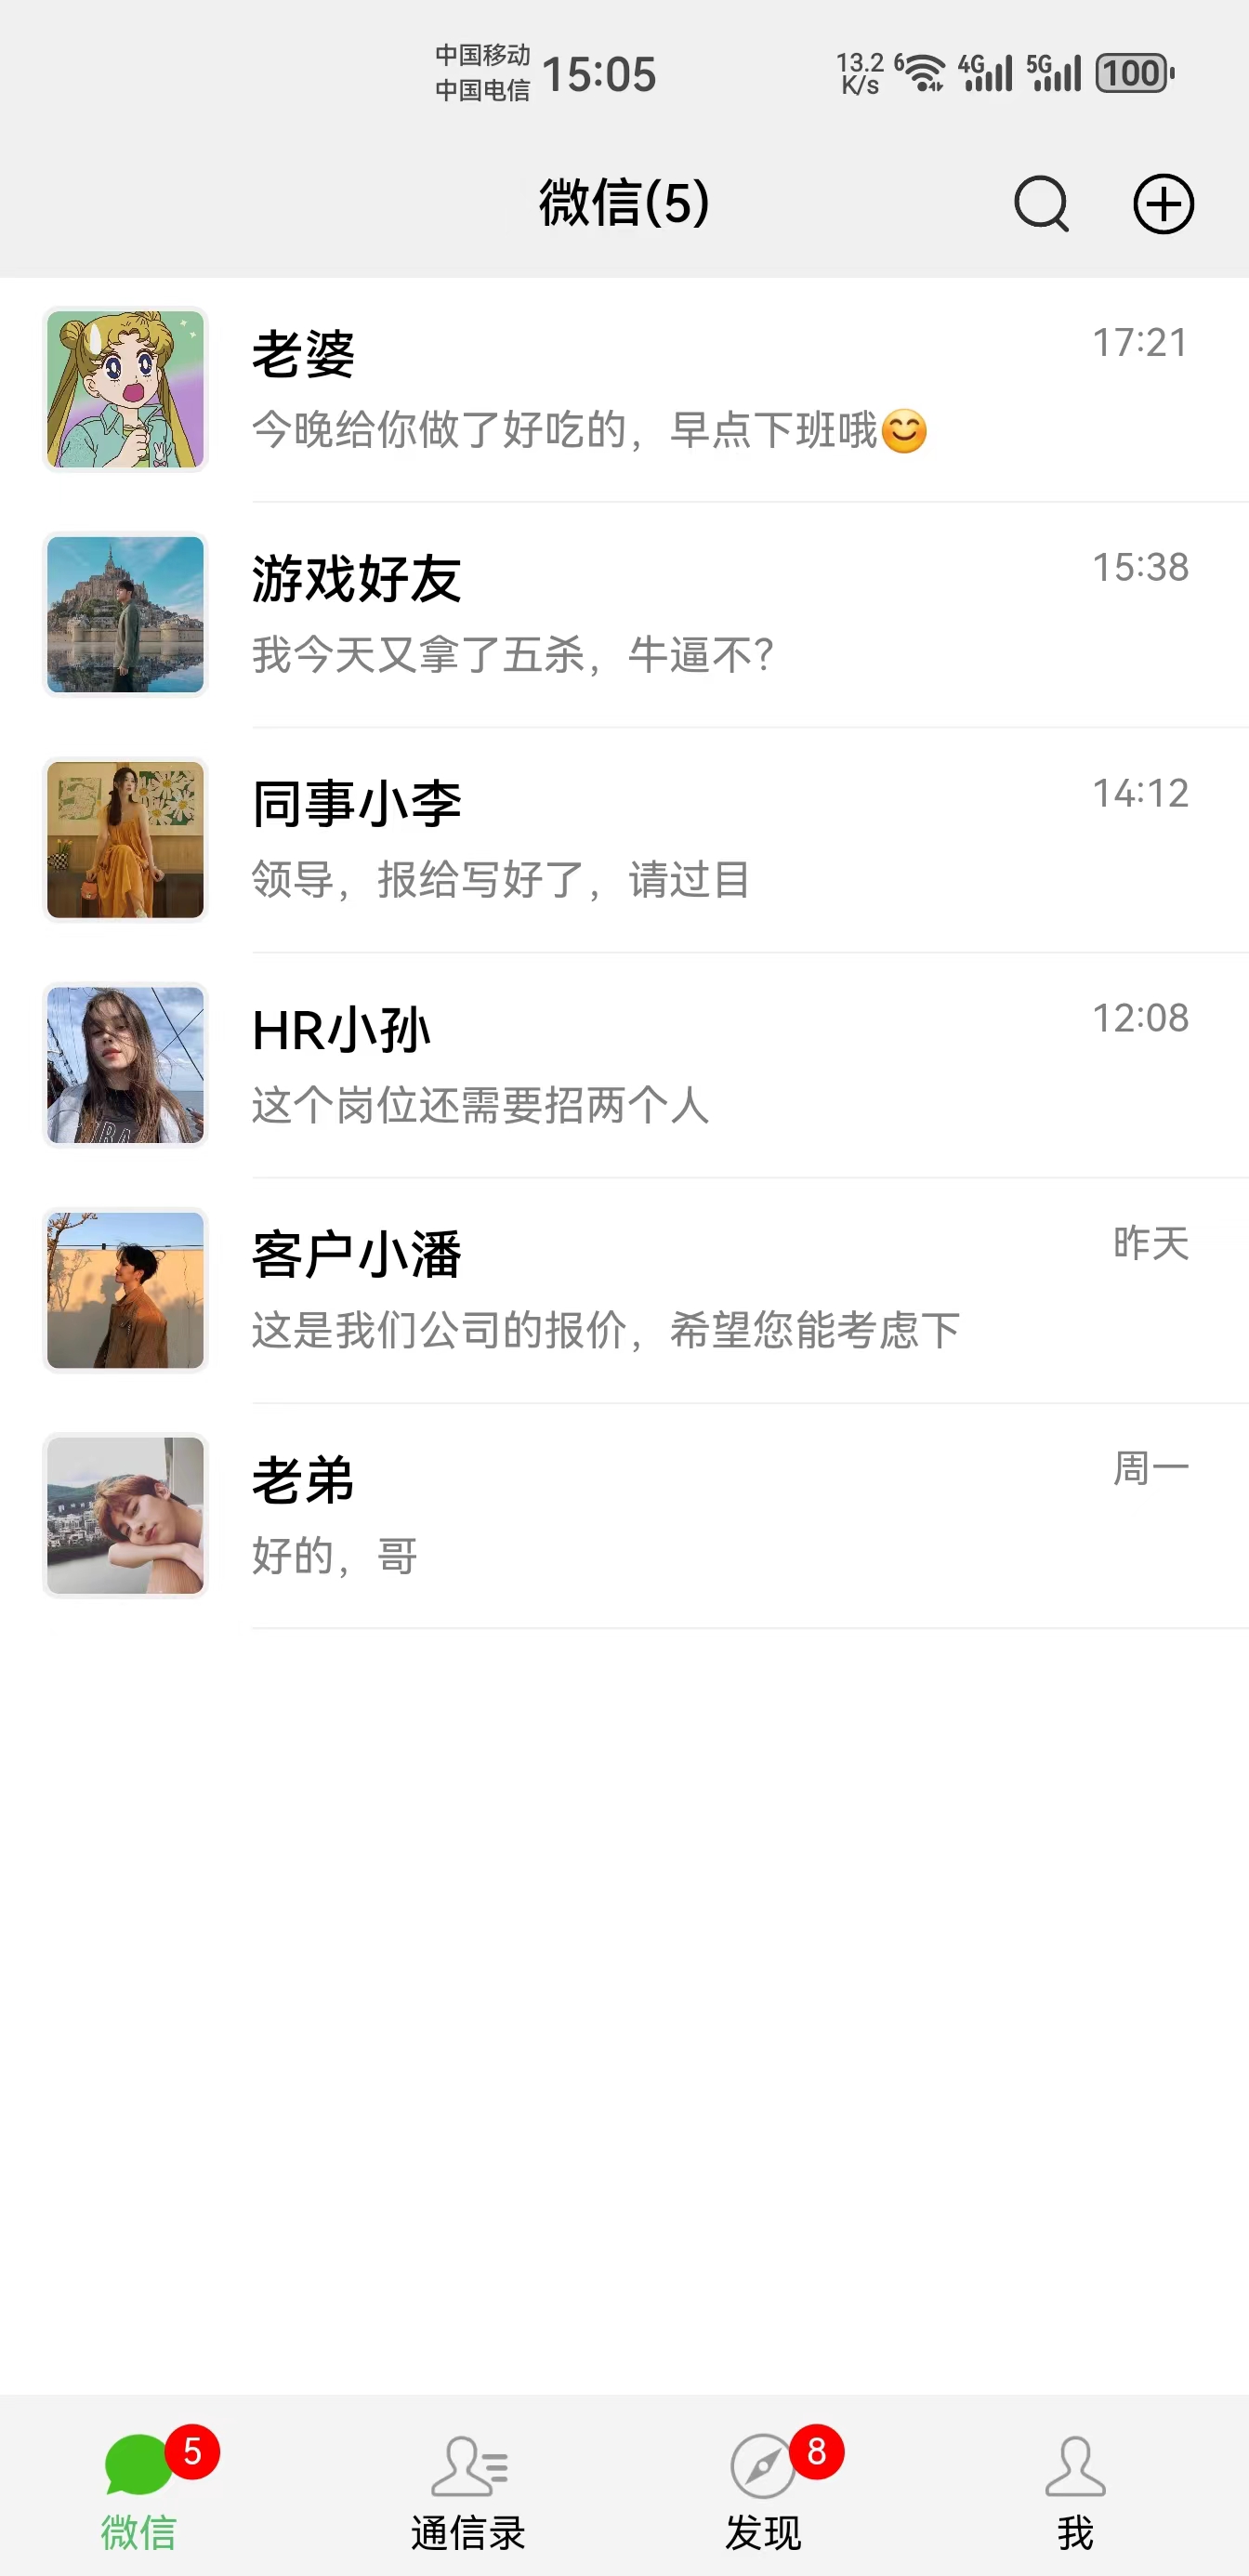 中国移动
中国电信
15:05
13.2
K/s
6
4G
5G
100
微信(5)
老婆
17:21
今晚给你做了好吃的，早点下班哦😊
游戏好友
15:38
我今天又拿了五杀，牛逼不？
同事小李
14:12
领导，报给写好了，请过目
HR小孙
12:08
这个岗位还需要招两个人
客户小潘
昨天
这是我们公司的报价，希望您能考虑下
老弟
周一
好的，哥
5
8
微信
通信录
发现
我